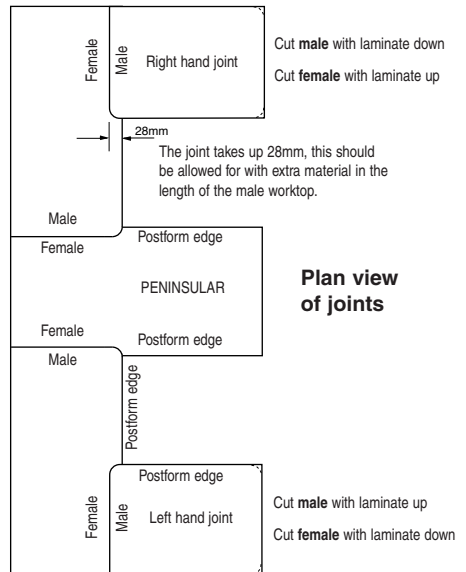 Female
Male
Right hand joint
Cut male with laminate down
Cut female with laminate up
28mm
The joint takes up 28mm, this should
be allowed for with extra material in the
length of the male worktop.
Male
Female
Postform edge
PENINSULAR
Plan view
of joints
Female
Male
Postform edge
Postform edge
Postform edge
Female
Male
Left hand joint
Cut male with laminate up
Cut female with laminate down